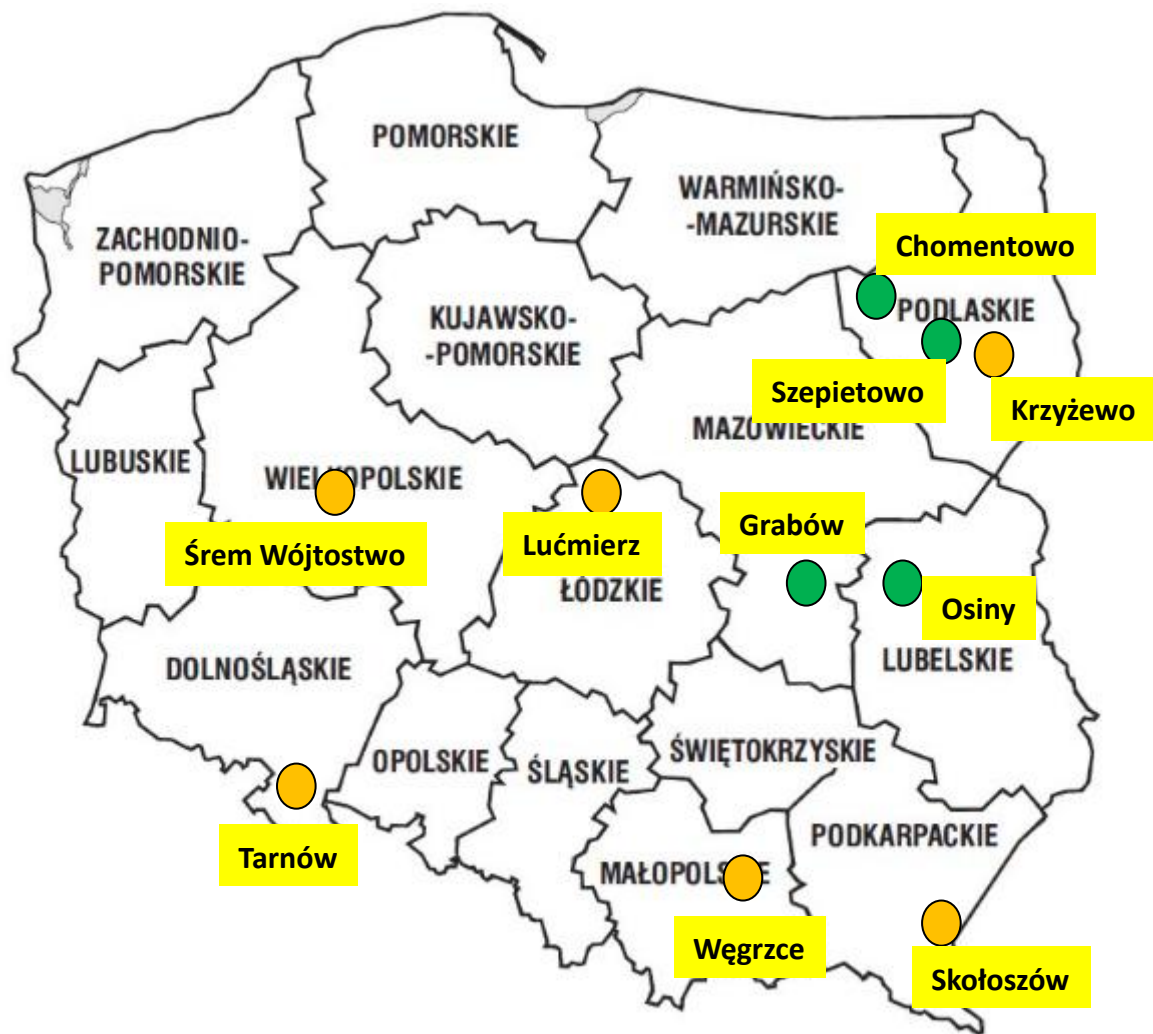 POMORSKIE
WARMIŃSKO-
-MAZURSKIE
ZACHODNIO-
POMORSKIE
Chomentowo
PODLASKIE
KUJAWSKO-
-POMORSKIE
Szepietowo
Krzyżewo
MAZOWIECKIE
LUBUSKIE
WIELKOPOLSKIE
Grabów
Śrem Wójtostwo
Lućmierz
ŁÓDZKIE
Osiny
DOLNOŚLĄSKIE
LUBELSKIE
OPOLSKIE
ŚLĄSKIE
ŚWIĘTOKRZYSKIE
Tarnów
PODKARPACKIE
MAŁOPOLSKIE
Węgrzce
Skołoszów